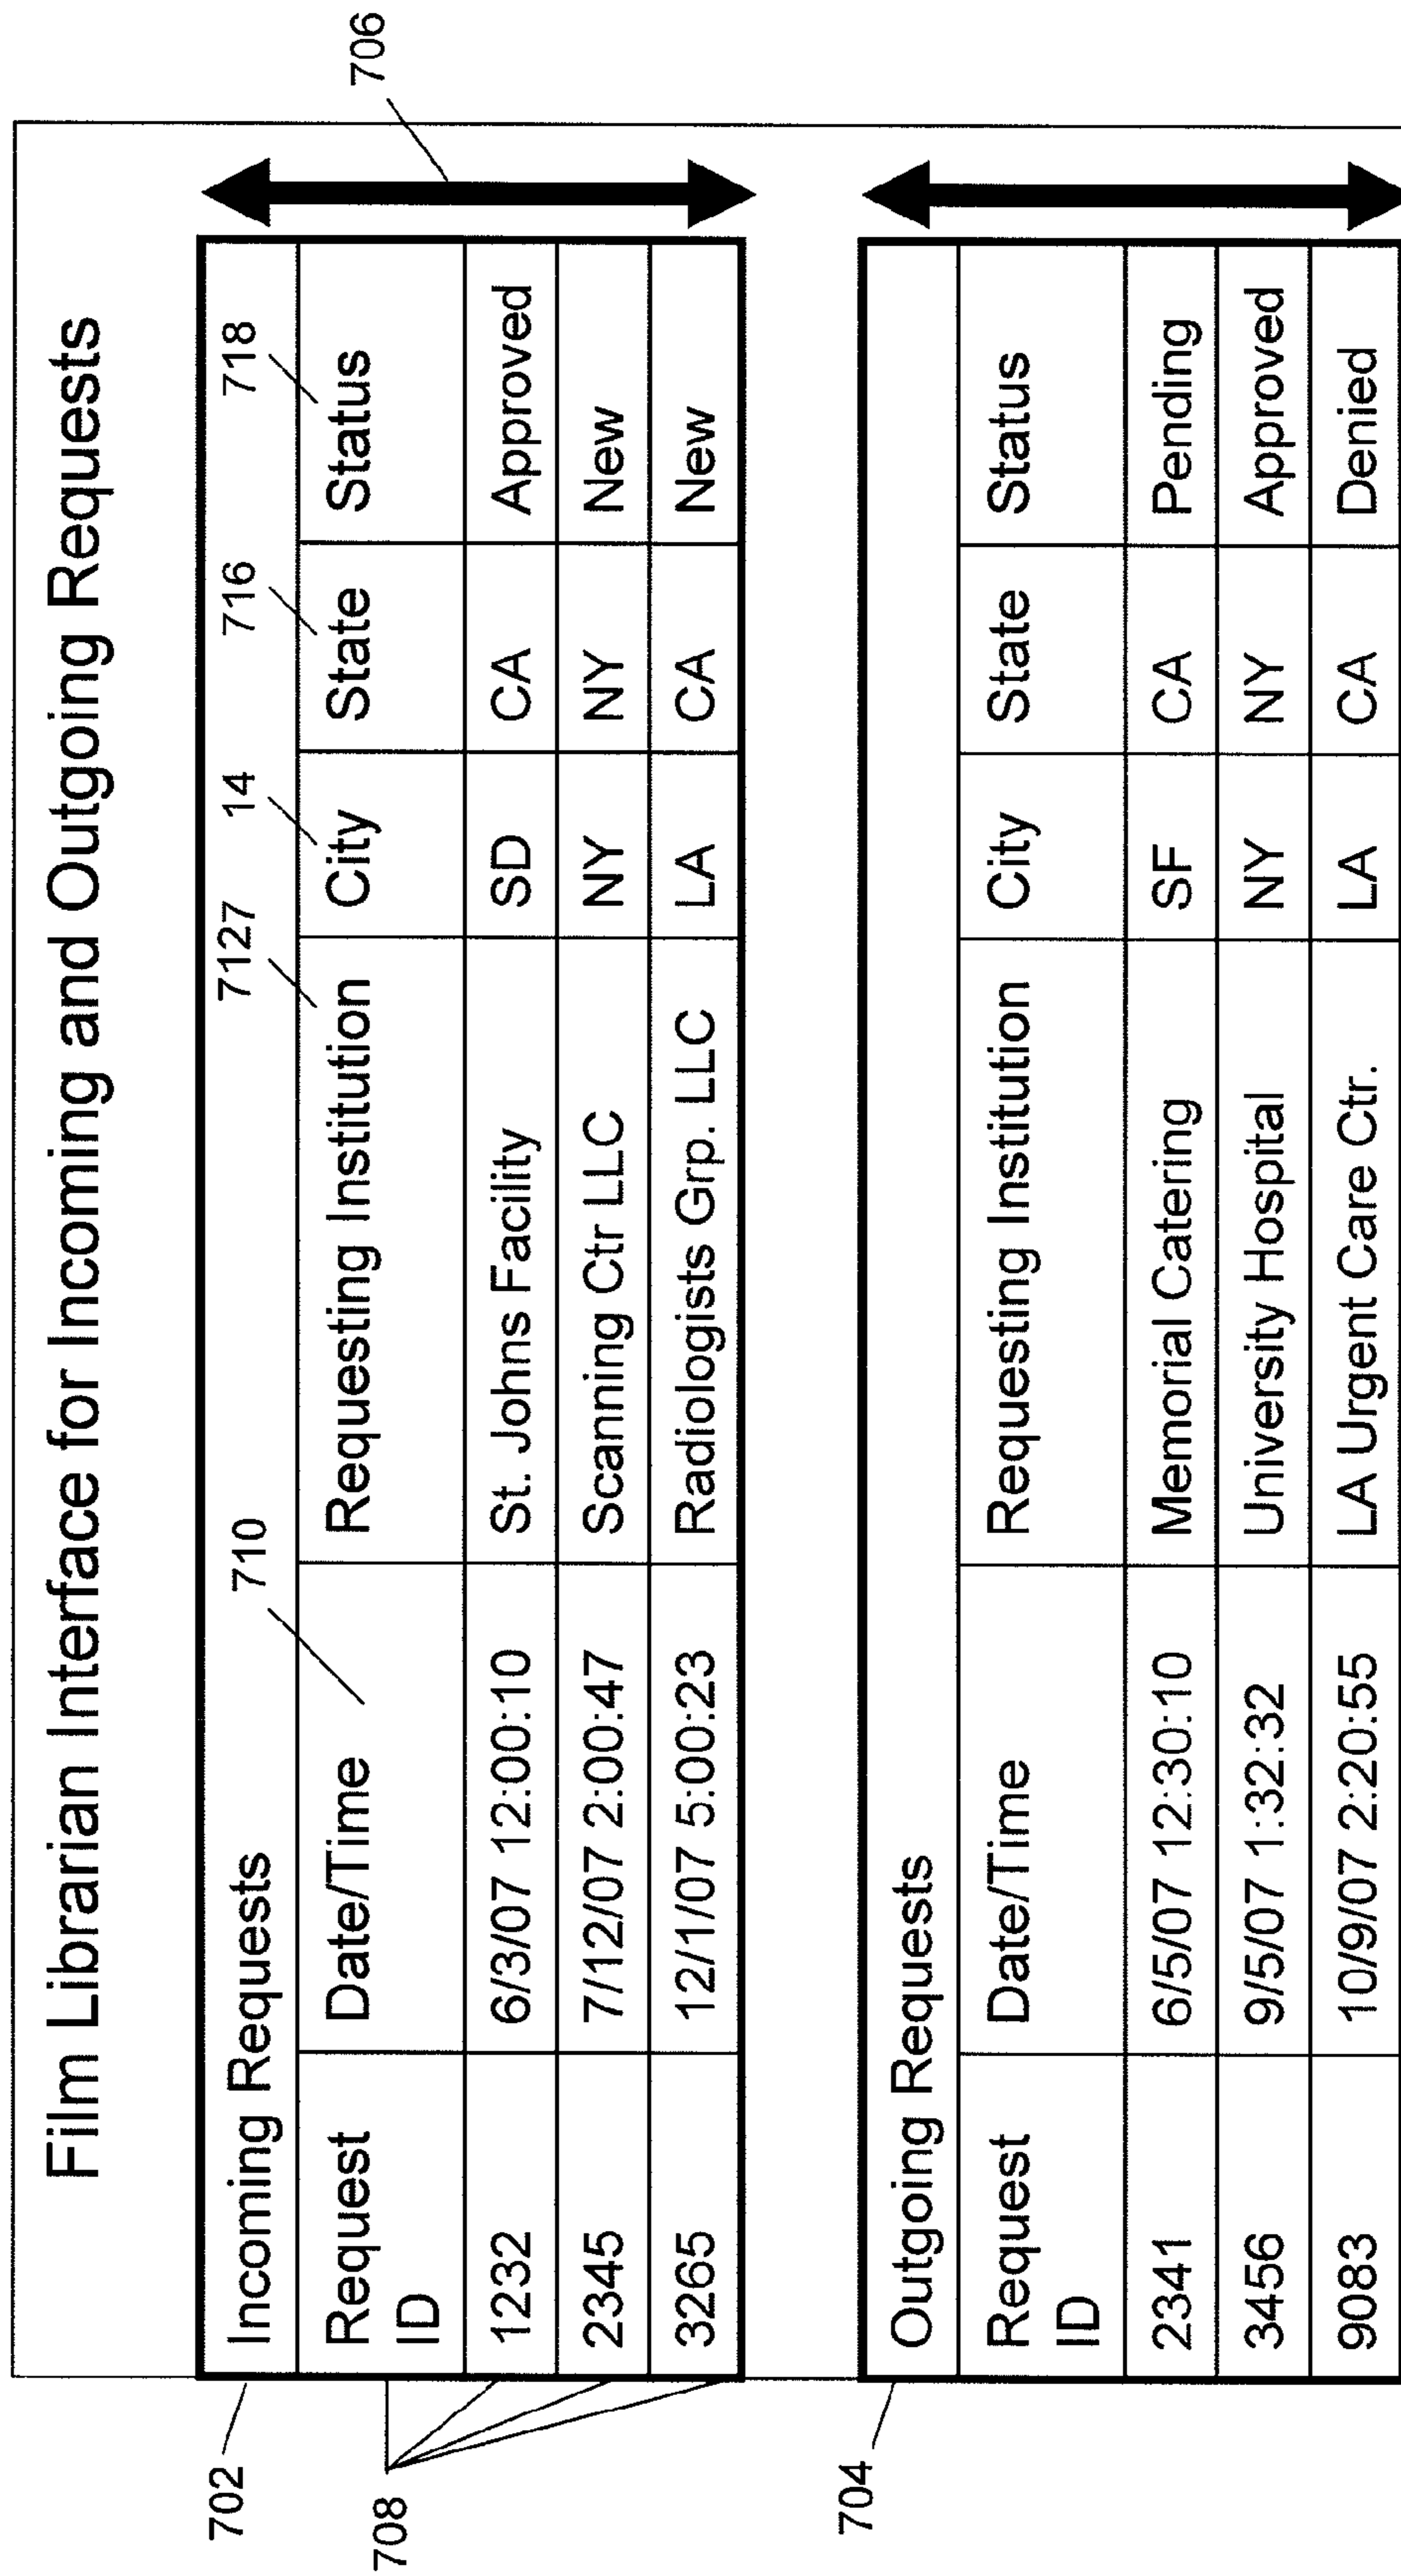 Film Librarian Interface for Incoming and Outgoing Requests
706
702
Incoming Requests
710
7127
14
716
718
708
Request ID Date/Time Requesting Institution City State Status
1232 6/3/07 12:00:10 St. Johns Facility SD CA Approved
2345 7/12/07 2:00:47 Scanning Ctr LLC NY NY New
3265 12/1/07 5:00:23 Radiologists Grp. LLC LA CA New
704
Outgoing Requests
Request ID Date/Time Requesting Institution City State Status
2341 6/5/07 12:30:10 Memorial Catering SF CA Pending
3456 9/5/07 1:32:32 University Hospital NY NY Approved
9083 10/9/07 2:20:55 LA Urgent Care Ctr. LA CA Denied